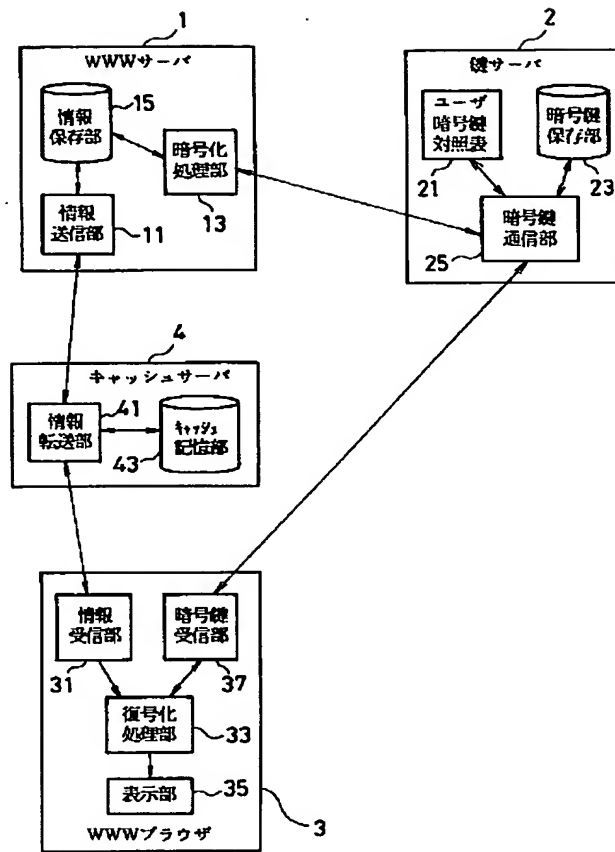 1
WWWサーバ
15
情報
保存部
暗号化
処理部
13
情報
送信部
11
2
鍵サーバ
ユーザ
暗号鍵
対照表
21
暗号鍵
保存部
23
暗号鍵
通信部
25
4
キャッシュサーバ
情報
転送部
41
キャッシュ
記憶部
43
情報
受信部
31
暗号鍵
受信部
37
復号化
処理部
33
表示部
35
WWWブラウザ
3